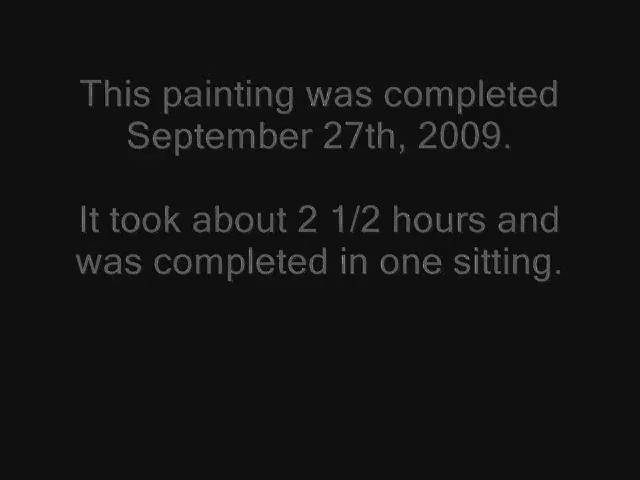 This painting was completed
September 27th, 2009.
It took about 2 1/2 hours and
was completed in one sitting.